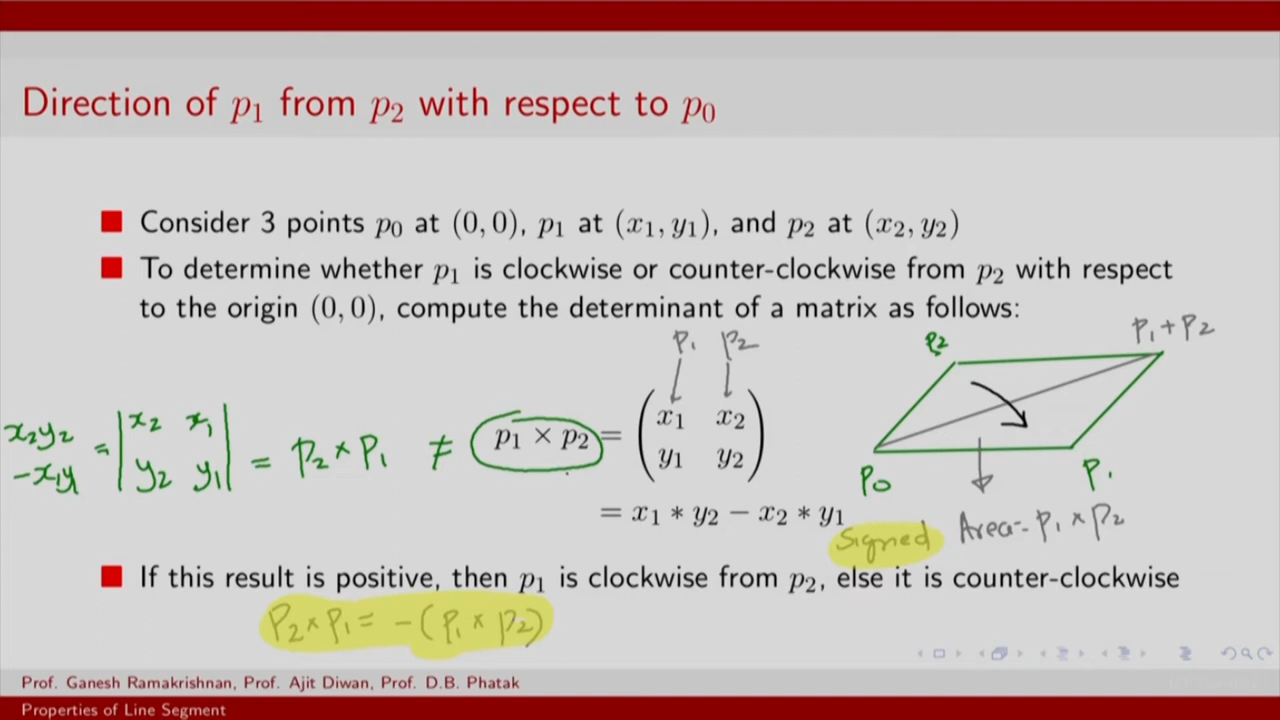 Direction of p₁ from p₂ with respect to p₀
Consider 3 points p₀ at (0, 0), p₁ at (x₁, y₁), and p₂ at (x₂, y₂)
To determine whether p₁ is clockwise or counter-clockwise from p₂ with respect
to the origin (0, 0), compute the determinant of a matrix as follows:
p₁ p₂
p₂ p₁ + p₂
x₂y₂ = | x₂ x₁ | = p₂ × p₁ ≠ p₁ × p₂ = ( x₁ x₂ )
-x₁y | y₂ y₁ | ( y₁ y₂ )
p₀ p₁
= x₁ * y₂ − x₂ * y₁
Signed Area = p₁ × p₂
If this result is positive, then p₁ is clockwise from p₂, else it is counter-clockwise
p₂ × p₁ = -(p₁ × p₂)
Prof. Ganesh Ramakrishnan, Prof. Ajit Diwan, Prof. D.B. Phatak
Properties of Line Segment